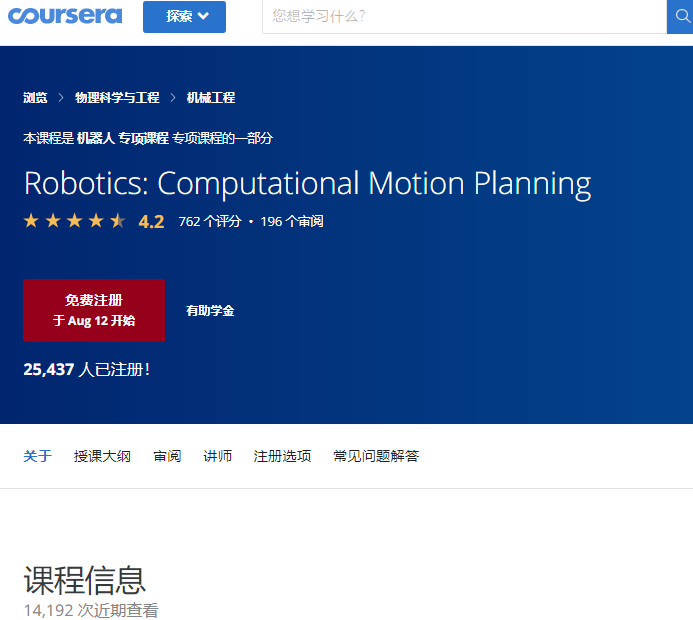 coursera 探索 您想学习什么?
浏览 > 物理科学与工程 > 机械工程
本课程是 机器人 专项课程 专项课程的一部分
Robotics: Computational Motion Planning
4.2 762 个评分 • 196 个审阅
免费注册
于 Aug 12 开始
有助学金
25,437 人已注册!
关于 授课大纲 审阅 讲师 注册选项 常见问题解答
课程信息
14,192 次近期查看